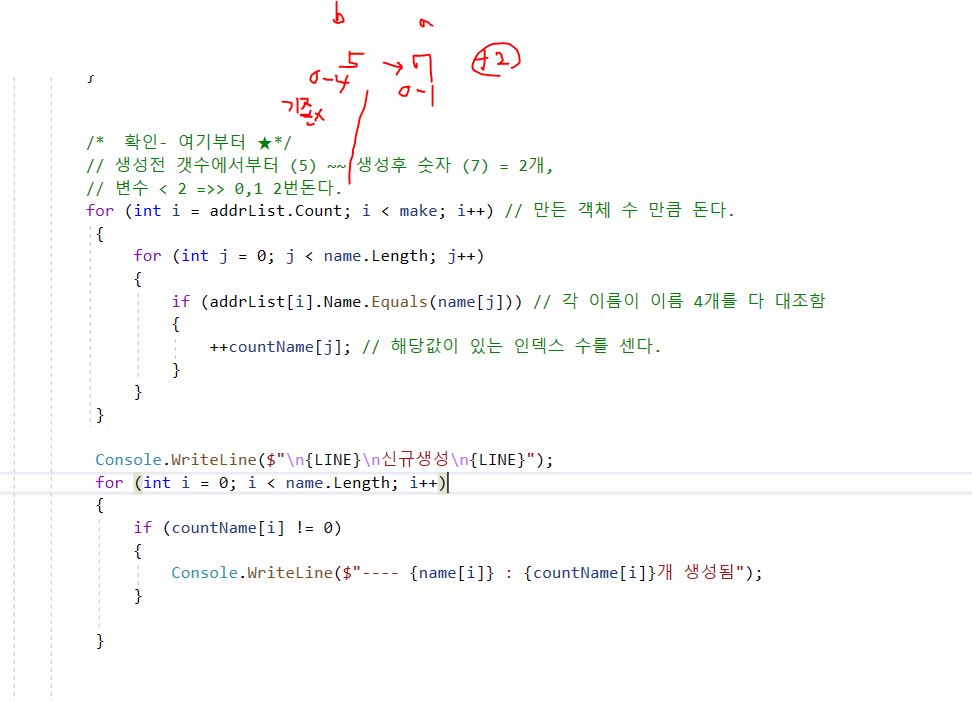 b a
5 → 7 +2
0-4 0-1
기존x
}
/*  확인- 여기부터 ★*/
// 생성전 갯수에서부터 (5) ~~ 생성후 숫자 (7) = 2개,
// 변수 < 2 =>> 0,1 2번돈다.
for (int i = addrList.Count; i < make; i++) // 만든 객체 수 만큼 돈다.
{
for (int j = 0; j < name.Length; j++)
{
if (addrList[i].Name.Equals(name[j])) // 각 이름이 이름 4개를 다 대조함
{
++countName[j]; // 해당값이 있는 인덱스 수를 센다.
}
}
}
Console.WriteLine($"\n{LINE}\n신규생성\n{LINE}");
for (int i = 0; i < name.Length; i++)
{
if (countName[i] != 0)
{
Console.WriteLine($"---- {name[i]} : {countName[i]}개 생성됨");
}
}